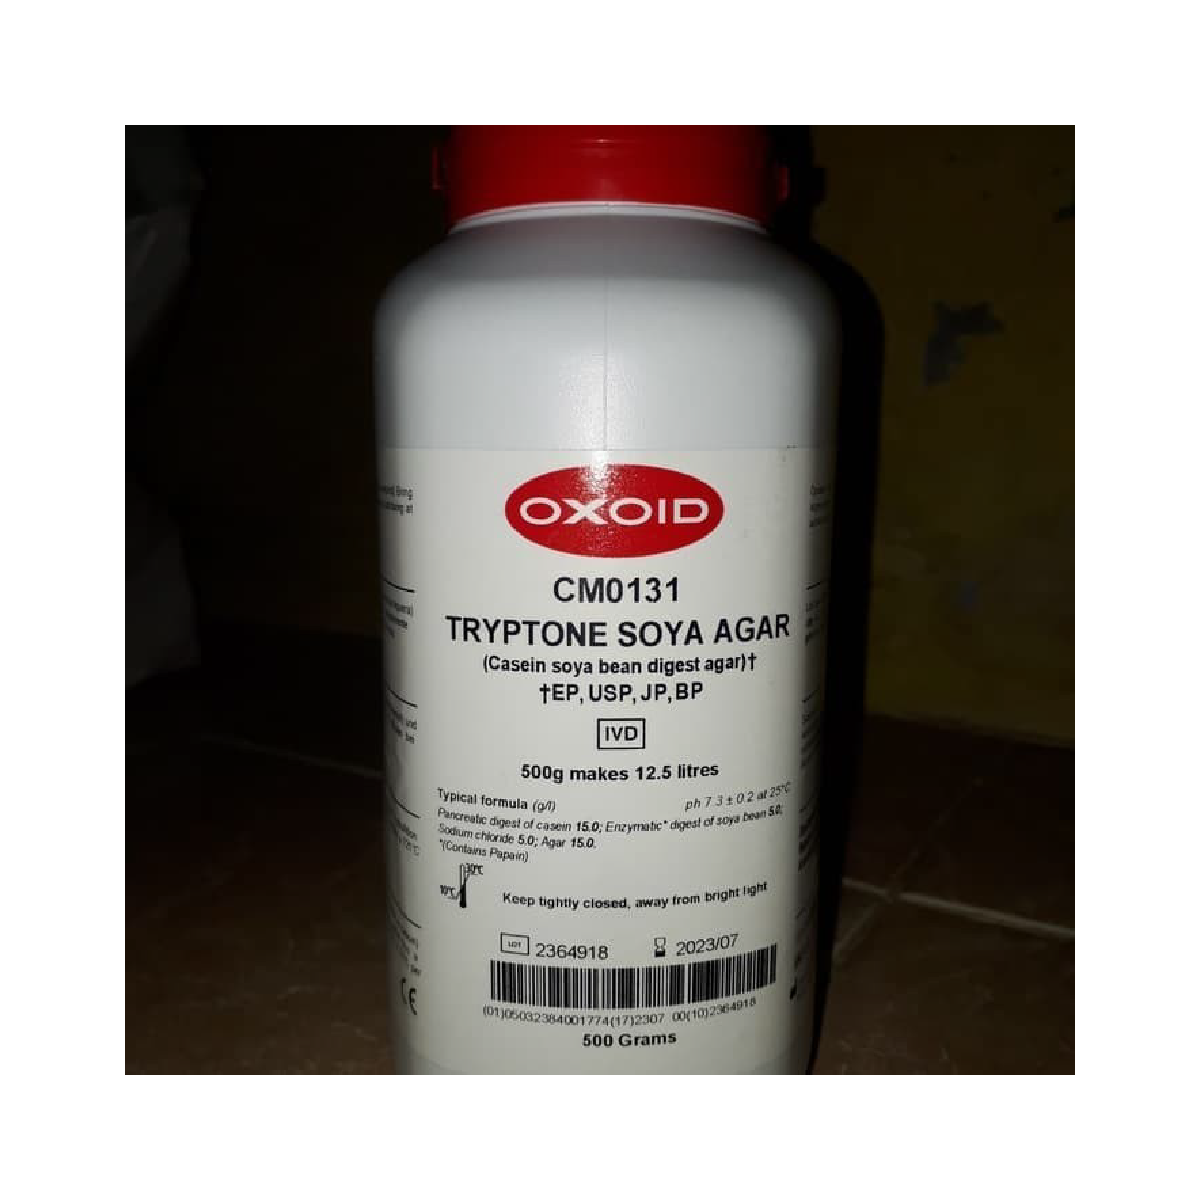 OXOID
CM0131
TRYPTONE SOYA AGAR
(Casein soya bean digest agar)†
†EP, USP, JP, BP
IVD
500g makes 12.5 litres
Typical formula (g/l) ph 7.3 ± 0.2 at 25°C
Pancreatic digest of casein 15.0; Enzymatic* digest of soya bean 5.0;
Sodium chloride 5.0; Agar 15.0.
*(Contains Papain)
30°C
10°C
Keep tightly closed, away from bright light
LOT 2364918 2023/07
(01)05032384001774(17)2307 00(10)2364918
500 Grams
CE